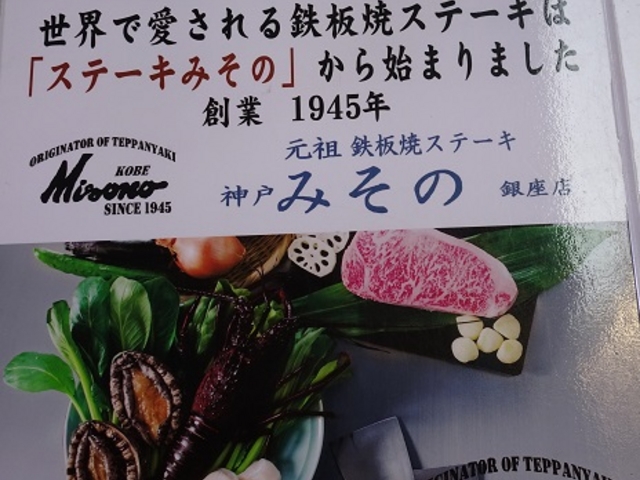 世界で愛される鉄板焼ステーキは
「ステーキみその」から始まりました
創業 1945年
ORIGINATOR OF TEPPANYAKI
KOBE
Misono
SINCE 1945
元祖 鉄板焼ステーキ
神戸 みその 銀座店
ORIGINATOR OF TEPPANYAKI